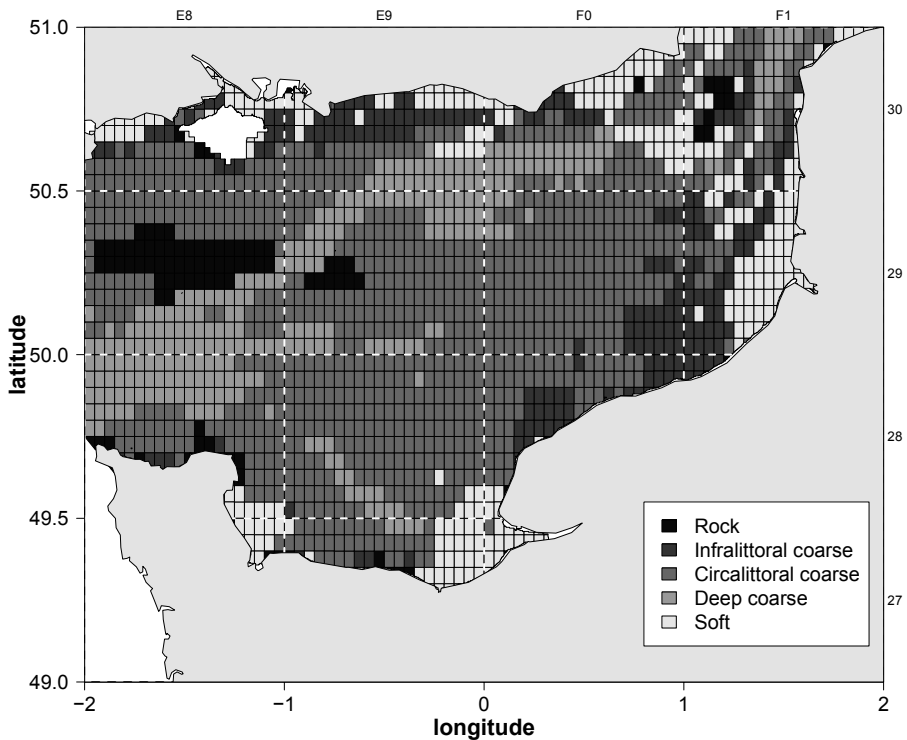 E8 E9 F0 F1
51.0
30
50.5
29
latitude
50.0
28
49.5
Rock
Infralittoral coarse
Circalittoral coarse
Deep coarse
Soft
27
49.0
−2 −1 0 1 2
longitude